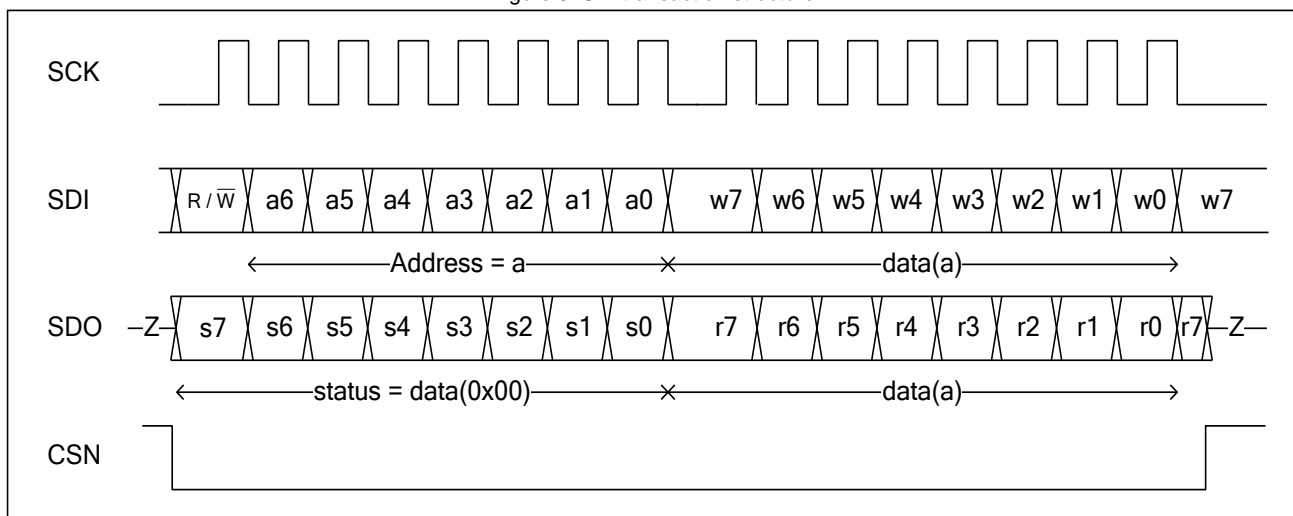 SCK
SDI R / W̅ a6 a5 a4 a3 a2 a1 a0 w7 w6 w5 w4 w3 w2 w1 w0 w7
Address = a data(a)
SDO Z s7 s6 s5 s4 s3 s2 s1 s0 r7 r6 r5 r4 r3 r2 r1 r0 r7 Z
status = data(0x00) data(a)
CSN